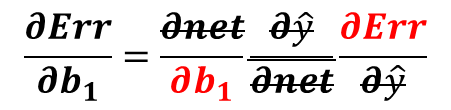 ∂Err/∂b₁ = ∂net/∂b₁ ∂ŷ/∂net ∂Err/∂ŷ